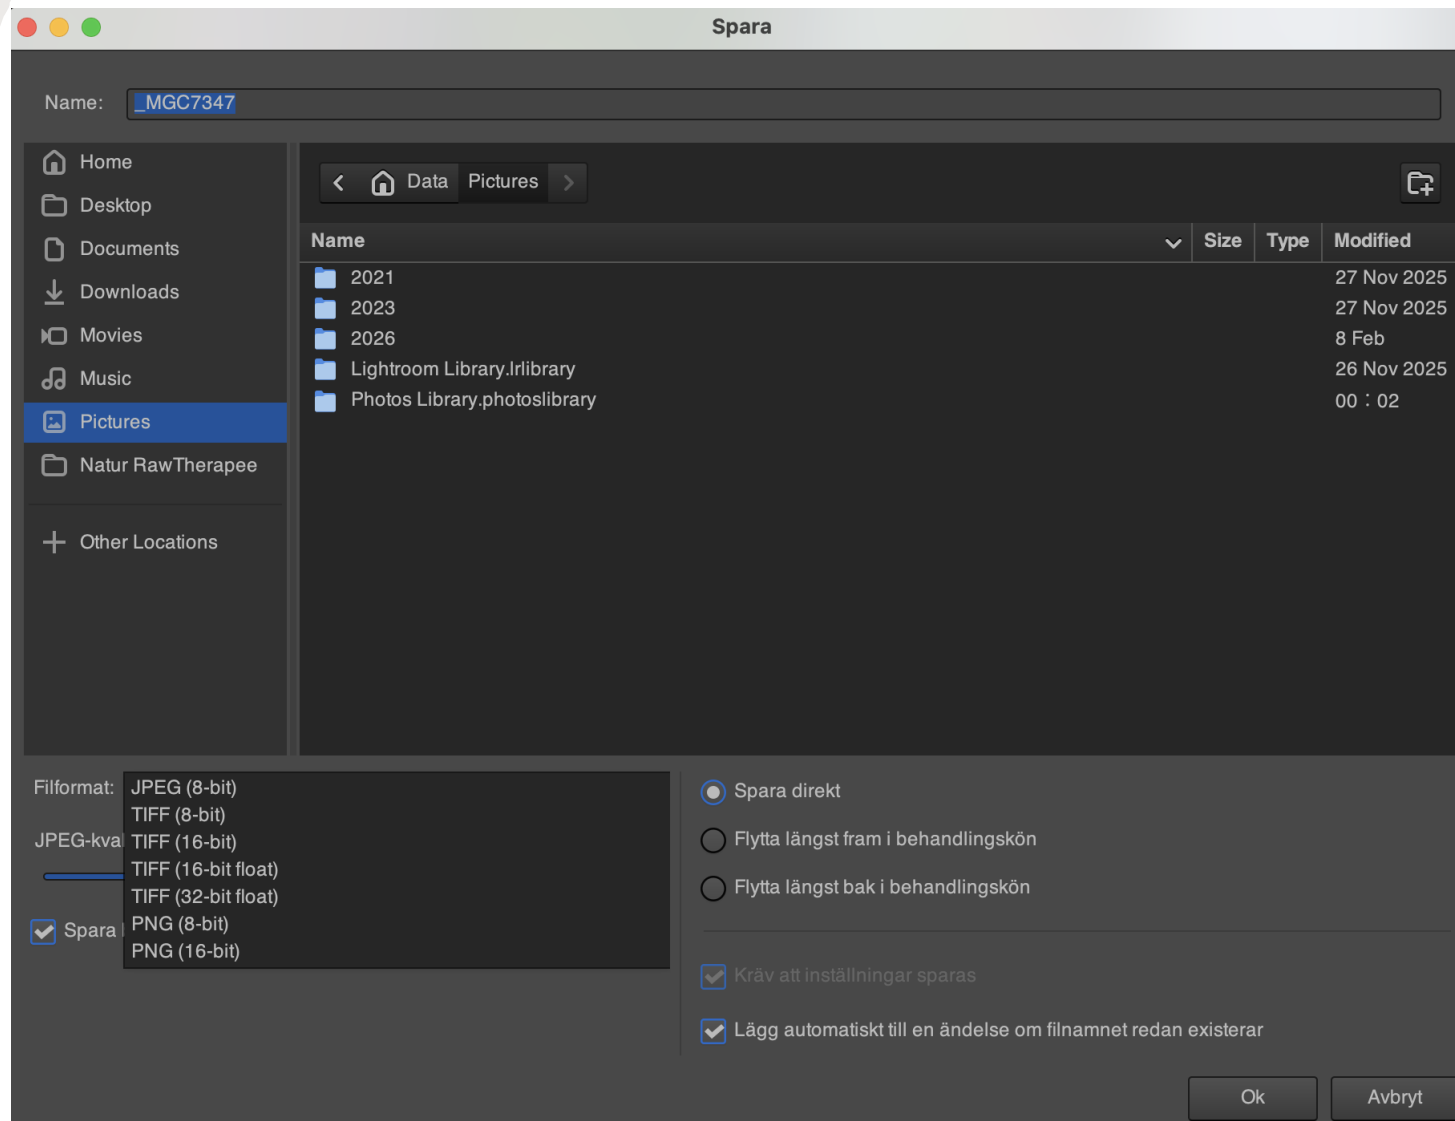 Spara
Name: _MGC7347
Home
Desktop
Documents
Downloads
Movies
Music
Pictures
Natur RawTherapee
Other Locations
Data Pictures
Name Size Type Modified
2021 27 Nov 2025
2023 27 Nov 2025
2026 8 Feb
Lightroom Library.lrlibrary 26 Nov 2025
Photos Library.photoslibrary 00 : 02
Filformat: JPEG (8-bit)
TIFF (8-bit)
JPEG-kva TIFF (16-bit)
TIFF (16-bit float)
TIFF (32-bit float)
Spara PNG (8-bit)
PNG (16-bit)
Spara direkt
Flytta längst fram i behandlingskön
Flytta längst bak i behandlingskön
Kräv att inställningar sparas
Lägg automatiskt till en ändelse om filnamnet redan existerar
Ok Avbryt